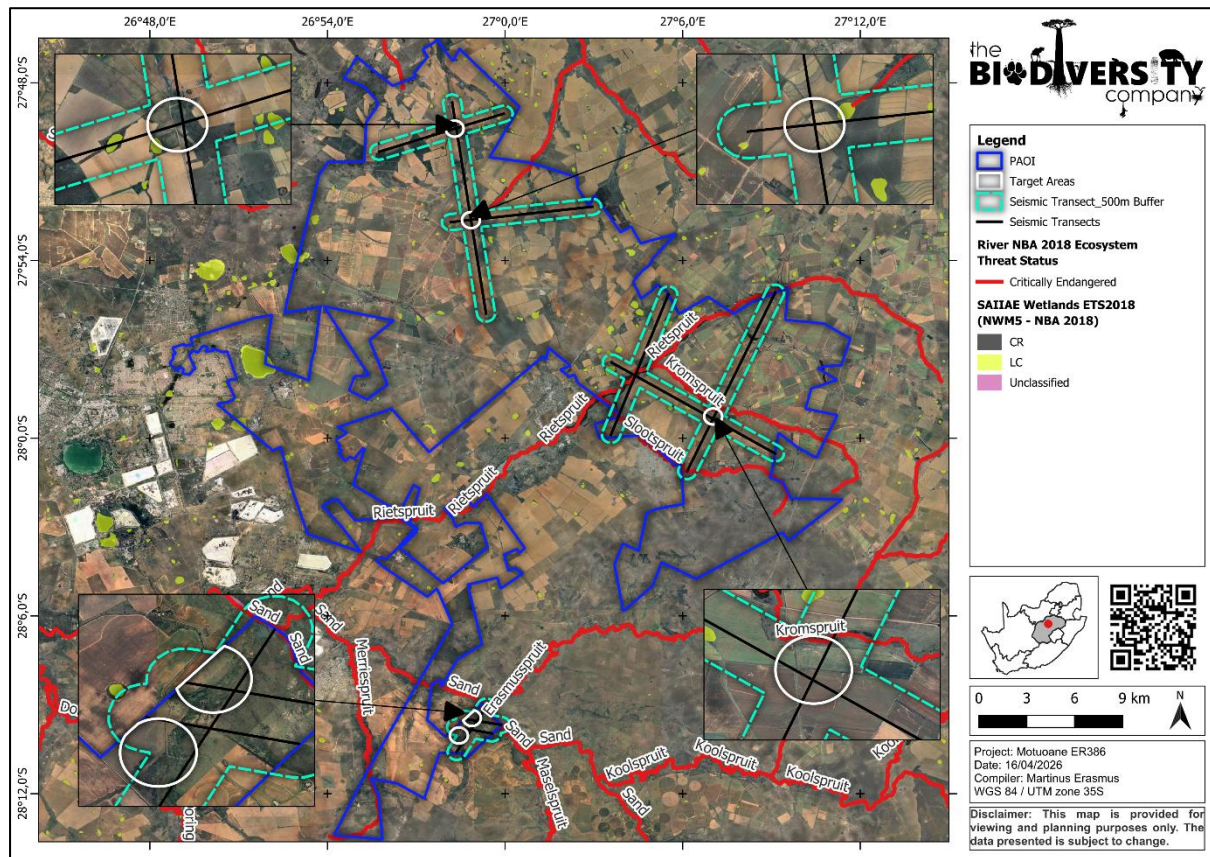 26°48,0'E 26°54,0'E 27°0,0'E 27°6,0'E 27°12,0'E
27°48,0'S
27°54,0'S
28°0,0'S
28°6,0'S
28°12,0'S
Rietspruit
Kromspruit
Rietspruit
Slootspruit
Rietspruit
Rietspruit
Sand
Sand
Sand
Sand
Merriespruit
Sand
Erasmusspruit
Sand
Sand
Maselspruit
Koolspruit
Koolspruit
Koolspruit
Sand
Kromspruit
the
BIODIVERSITY
company
Legend
PAOI
Target Areas
Seismic Transect_500m Buffer
Seismic Transects
River NBA 2018 Ecosystem
Threat Status
Critically Endangered
SAIIAE Wetlands ETS2018
(NWM5 - NBA 2018)
CR
LC
Unclassified
0 3 6 9 km
N
Project: Motuoane ER386
Date: 16/04/2026
Compiler: Martinus Erasmus
WGS 84 / UTM zone 35S
Disclaimer: This map is provided for
viewing and planning purposes only. The
data presented is subject to change.